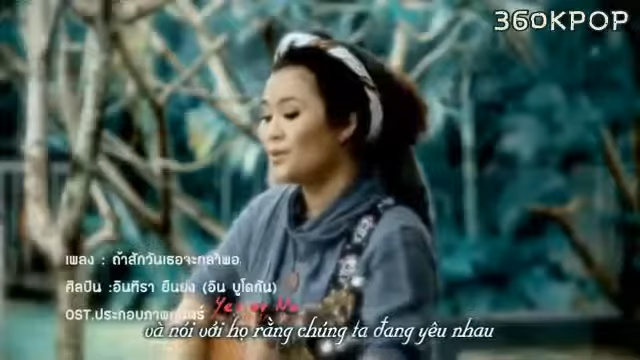 36oKPOP
เพลง : ถ้าสักวันเธอจะกล้าพอ
ศิลปิน : อินทิรา ยืนยง (อิน บูโดกัน)
OST.ประกอบภาพยนตร์ Yes or No
và nói với họ rằng chúng ta đang yêu nhau